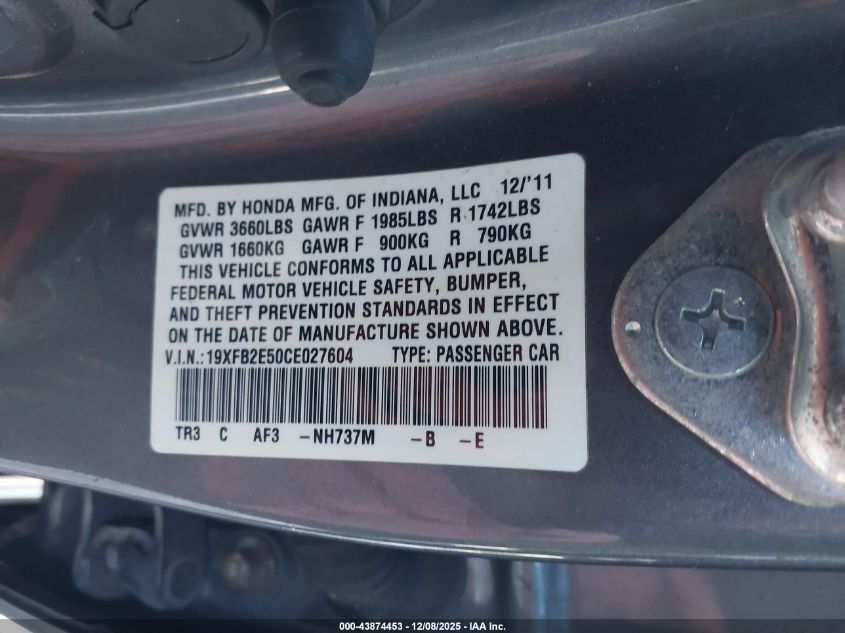 MFD. BY HONDA MFG. OF INDIANA, LLC 12/'11
GVWR 3660LBS GAWR F 1985LBS R 1742LBS
GVWR 1660KG GAWR F 900KG R 790KG
THIS VEHICLE CONFORMS TO ALL APPLICABLE
FEDERAL MOTOR VEHICLE SAFETY, BUMPER,
AND THEFT PREVENTION STANDARDS IN EFFECT
ON THE DATE OF MANUFACTURE SHOWN ABOVE.
V.I.N.:19XFB2E50CE027604 TYPE: PASSENGER CAR
TR3 C AF3 -NH737M -B -E
000-43874453 - 12/08/2025 - IAA Inc.